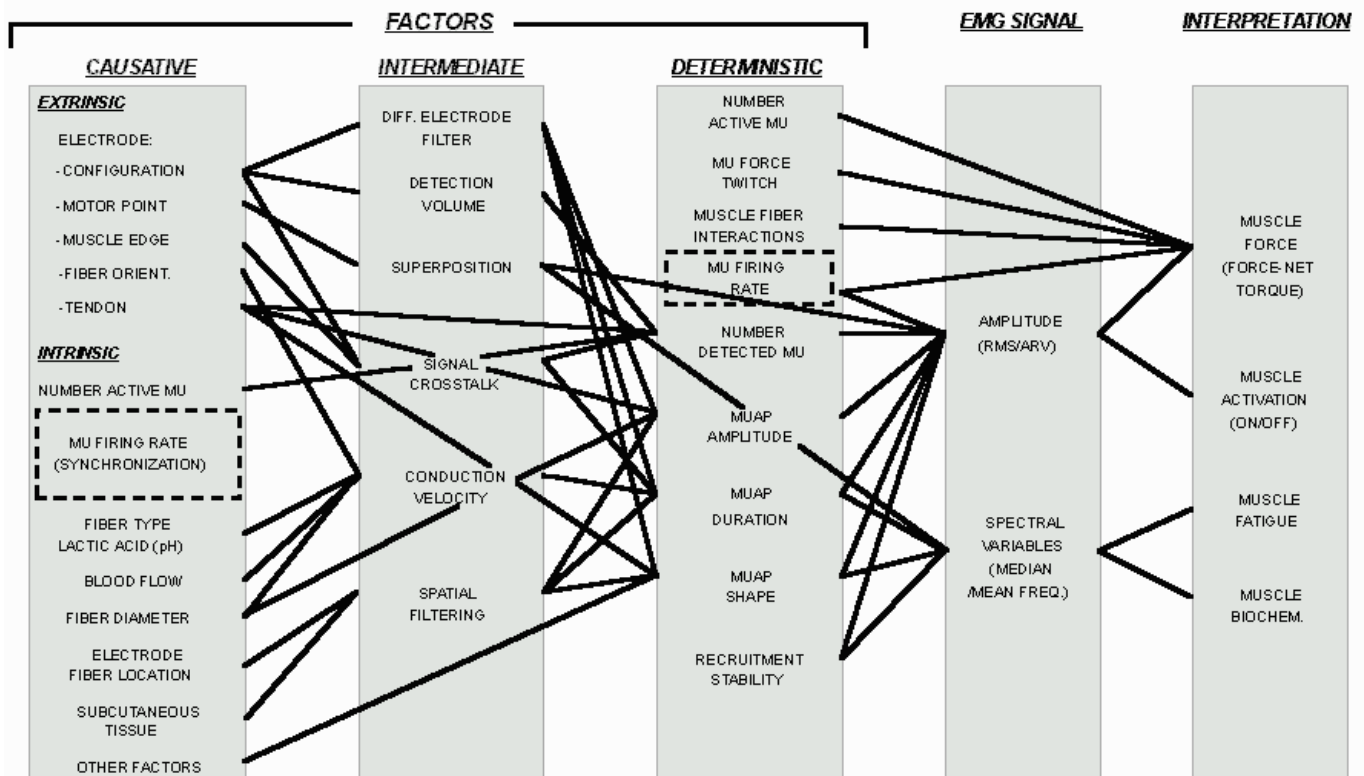 FACTORS
EMG SIGNAL
INTERPRETATION
CAUSATIVE
INTERMEDIATE
DETERMINISTIC
EXTRINSIC
ELECTRODE:
-CONFIGURATION
-MOTOR POINT
-MUSCLE EDGE
-FIBER ORIENT.
-TENDON
INTRINSIC
NUMBER ACTIVE MU
MU FIRING RATE
(SYNCHRONIZATION)
FIBER TYPE
LACTIC ACID (pH)
BLOOD FLOW
FIBER DIAMETER
ELECTRODE
FIBER LOCATION
SUBCUTANEOUS
TISSUE
OTHER FACTORS
DIFF. ELECTRODE
FILTER
DETECTION
VOLUME
SUPERPOSITION
SIGNAL
CROSSTALK
CONDUCTION
VELOCITY
SPATIAL
FILTERING
NUMBER
ACTIVE MU
MU FORCE
TWITCH
MUSCLE FIBER
INTERACTIONS
MU FIRING
RATE
NUMBER
DETECTED MU
MUAP
AMPLITUDE
MUAP
DURATION
MUAP
SHAPE
RECRUITMENT
STABILITY
AMPLITUDE
(RMS/ARV)
SPECTRAL
VARIABLES
(MEDIAN
/MEAN FREQ.)
MUSCLE
FORCE
(FORCE-NET
TORQUE)
MUSCLE
ACTIVATION
(ON/OFF)
MUSCLE
FATIGUE
MUSCLE
BIOCHEM.